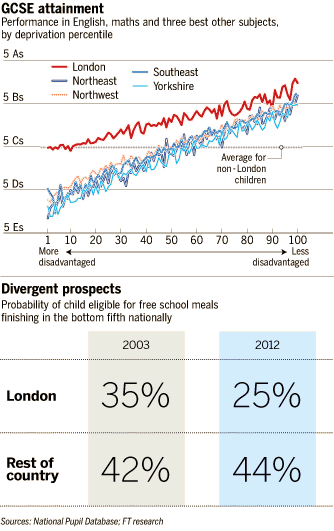 GCSE attainment
Performance in English, maths and three best other subjects,
by deprivation percentile
5 As
London
Northeast
Northwest
Southeast
Yorkshire
5 Bs
5 Cs
Average for
non-London
children
5 Ds
5 Es
1 10 20 30 40 50 60 70 80 90 100
More
disadvantaged
Less
disadvantaged
Divergent prospects
Probability of child eligible for free school meals
finishing in the bottom fifth nationally
2003 2012
London 35% 25%
Rest of
country 42% 44%
Sources: National Pupil Database; FT research